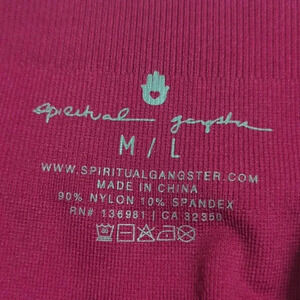 spiritual gangster
M / L
WWW.SPIRITUALGANGSTER.COM
MADE IN CHINA
90% NYLON 10% SPANDEX
RN# 136981 | CA 32350